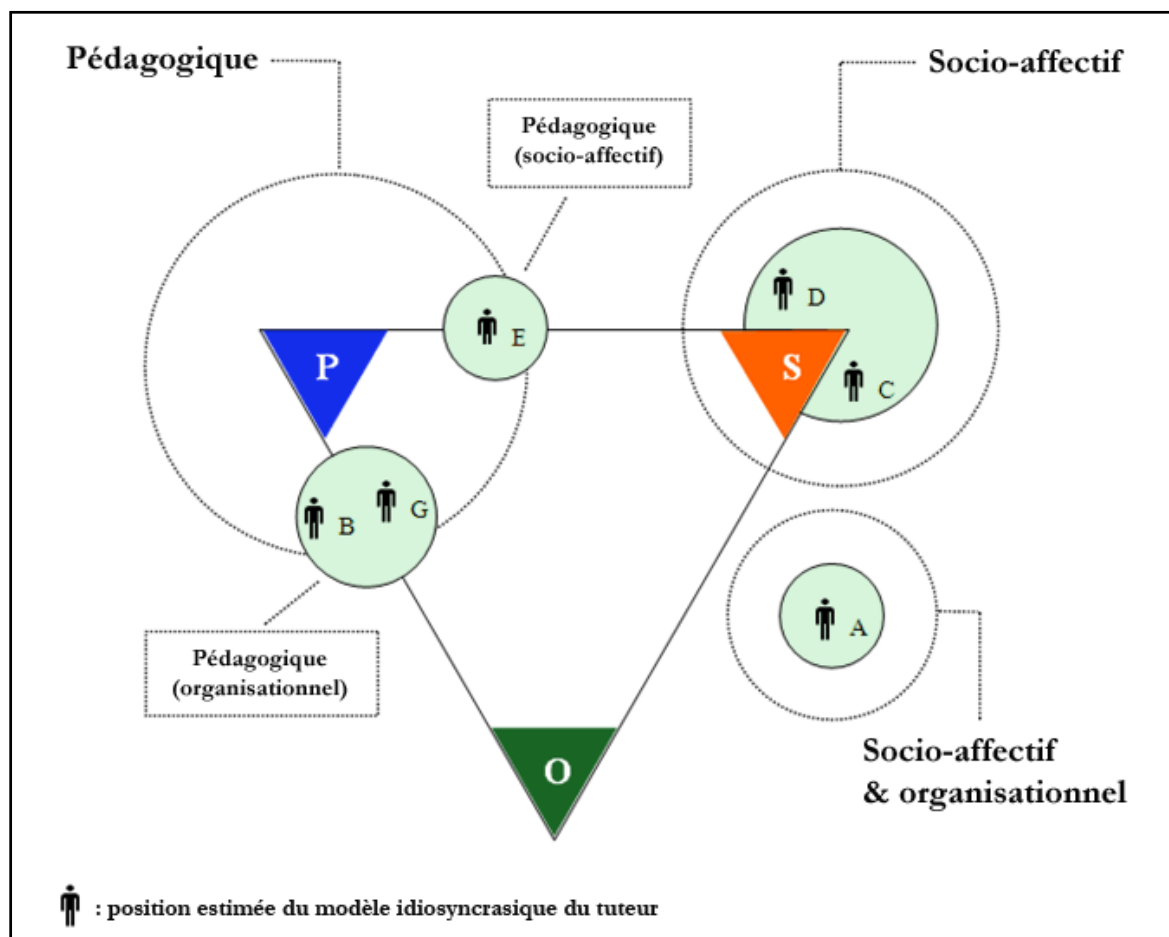 Pédagogique
Socio-affectif
Pédagogique
(socio-affectif)
D
E
P
S
C
G
B
A
Pédagogique
(organisationnel)
O
Socio-affectif
& organisationnel
: position estimée du modèle idiosyncrasique du tuteur